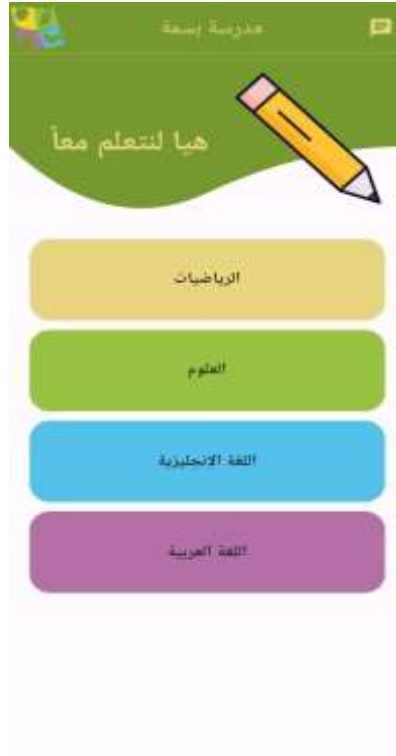 مدرسة بسمة
هيا لنتعلم معاً
الرياضيات
العلوم
اللغة الانجليزية
اللغة العربية